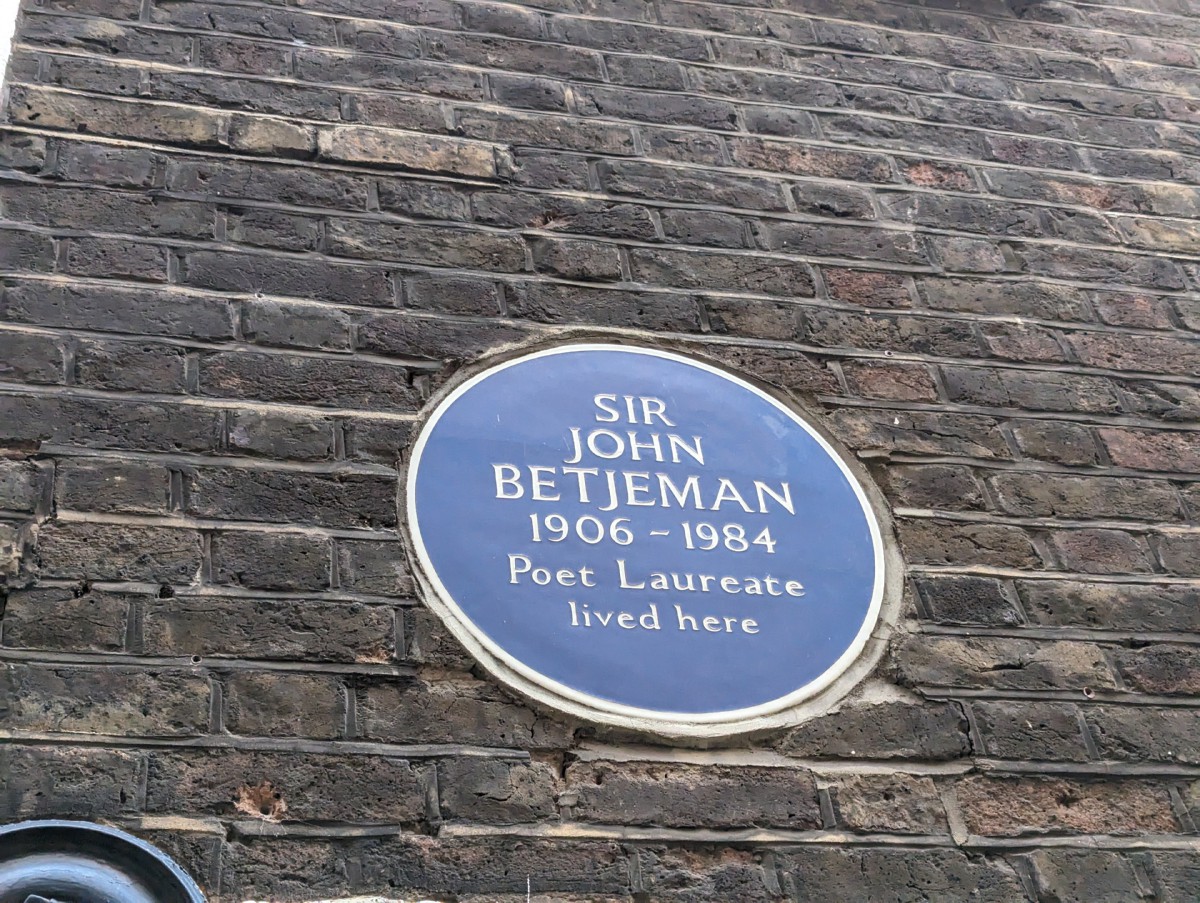 SIR
JOHN
BETJEMAN
1906 - 1984
Poet Laureate
lived here